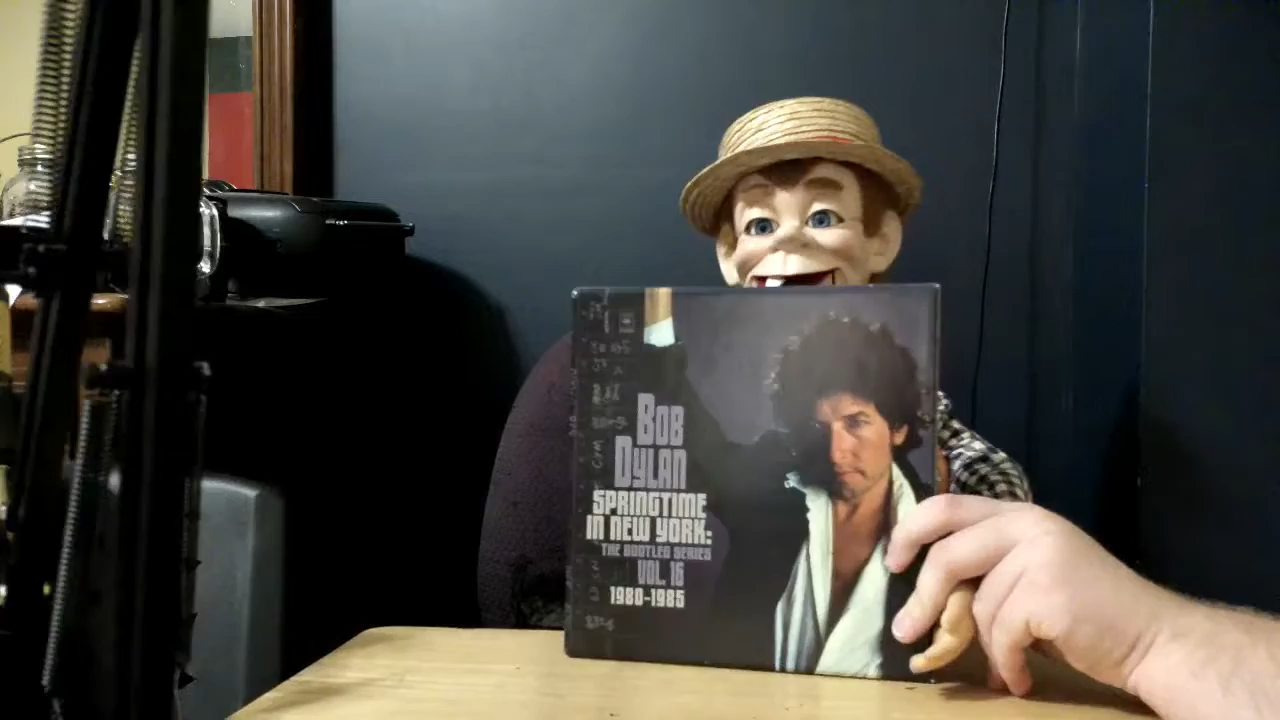 BOB
DYLAN
SPRINGTIME
IN NEW YORK:
THE BOOTLEG SERIES
VOL. 16
1980-1985